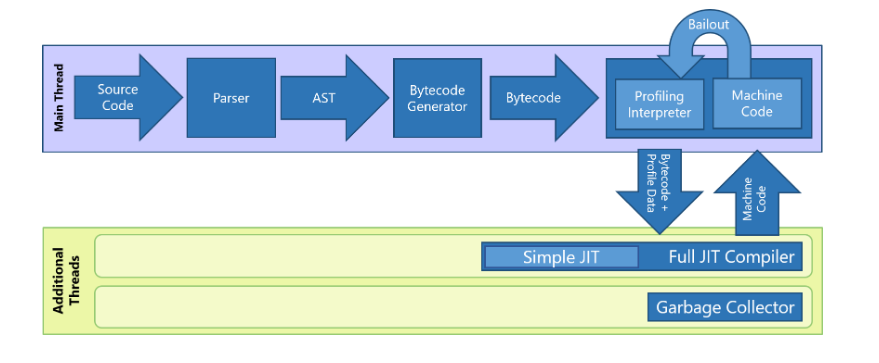 Bailout
Main Thread
Source
Code
Parser
AST
Bytecode
Generator
Bytecode
Profiling
Interpreter
Machine
Code
Bytecode +
Profile Data
Machine
Code
Additional
Threads
Simple JIT
Full JIT Compiler
Garbage Collector